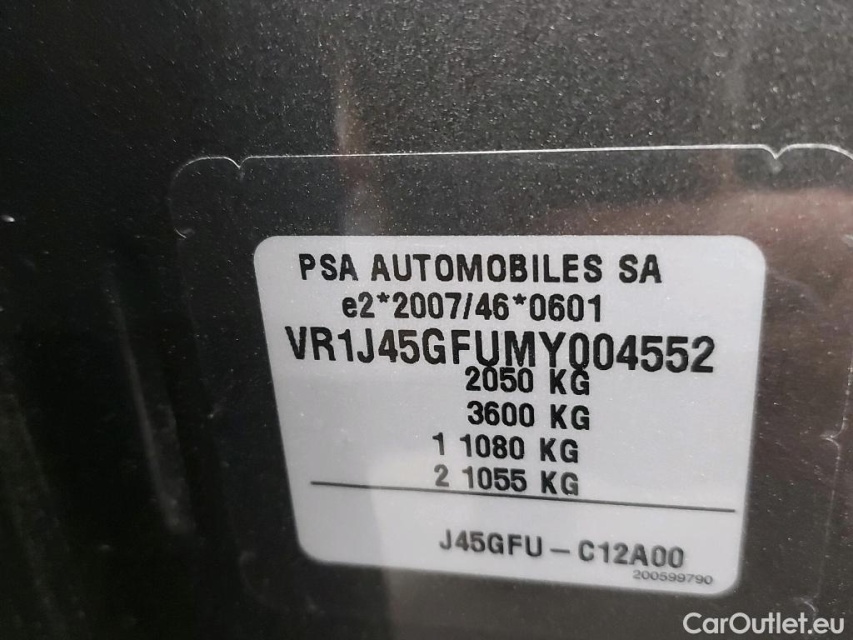 PSA AUTOMOBILES SA
e2*2007/46*0601
VR1J45GFUMY004552
2050 KG
3600 KG
1 1080 KG
2 1055 KG
J45GFU - C12A00
200599790
CarOutlet.eu